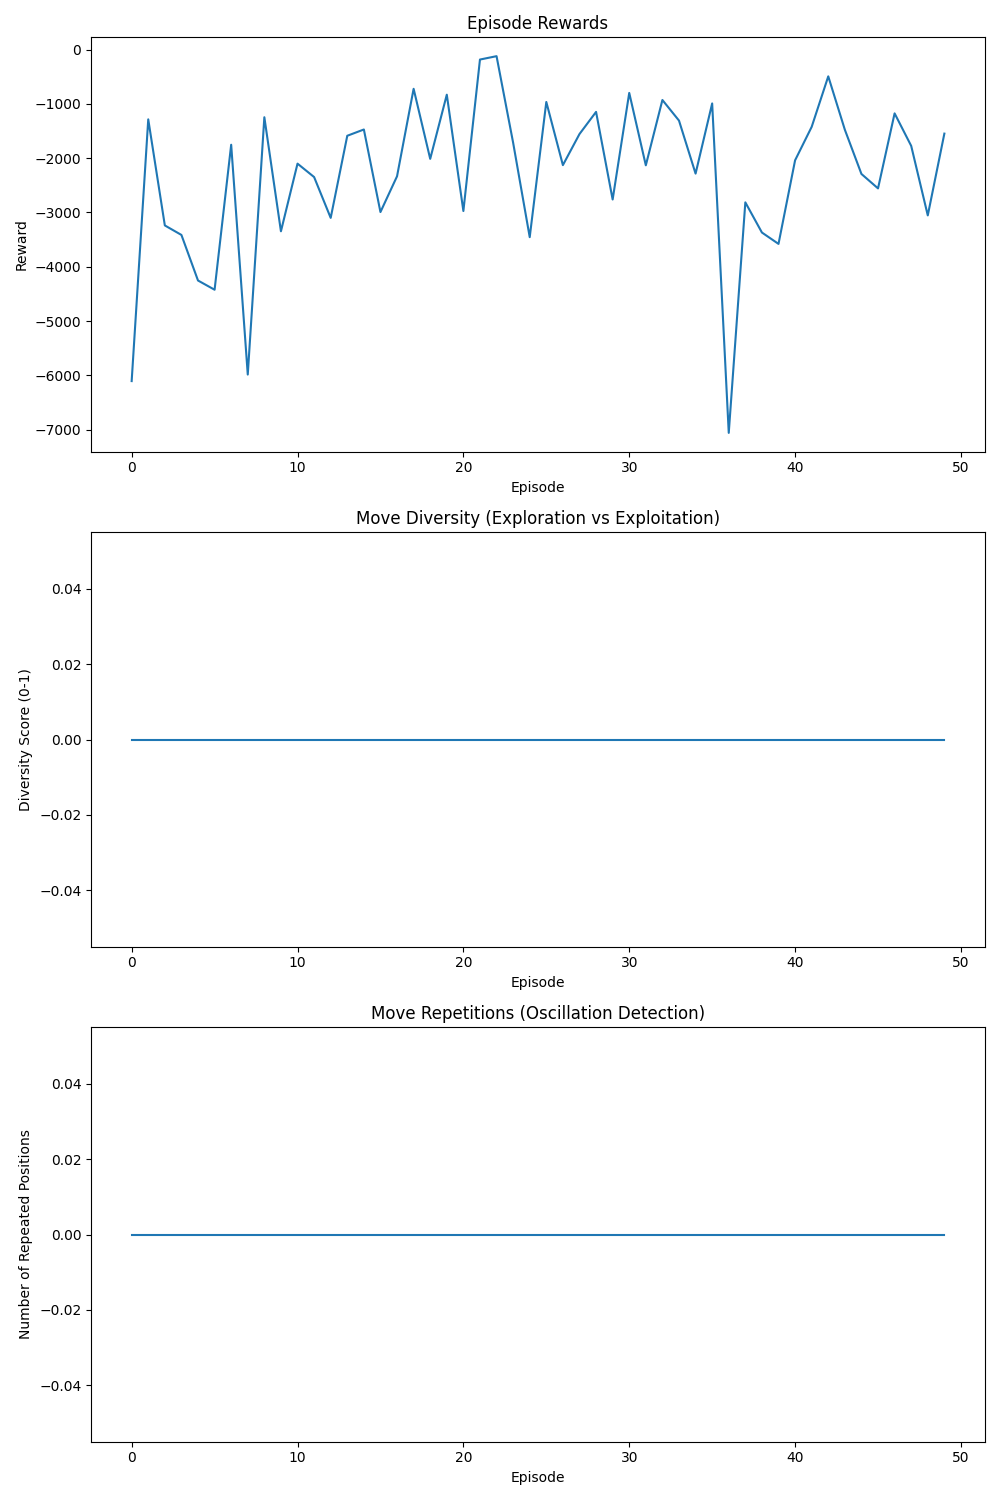 Episode Rewards
0
−1000
−2000
−3000
−4000
−5000
−6000
−7000
Reward
0 10 20 30 40 50
Episode
Move Diversity (Exploration vs Exploitation)
0.04
0.02
0.00
−0.02
−0.04
Diversity Score (0-1)
0 10 20 30 40 50
Episode
Move Repetitions (Oscillation Detection)
0.04
0.02
0.00
−0.02
−0.04
Number of Repeated Positions
0 10 20 30 40 50
Episode